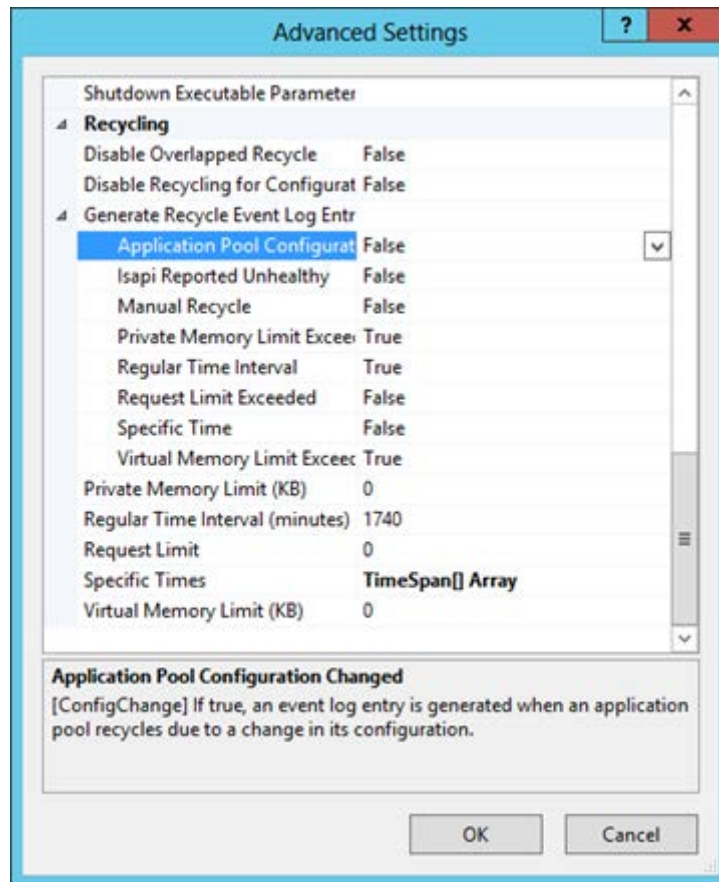 Advanced Settings
?
x
Shutdown Executable Parameter
Recycling
Disable Overlapped Recycle False
Disable Recycling for Configurat False
Generate Recycle Event Log Entr
Application Pool Configurat False
Isapi Reported Unhealthy False
Manual Recycle False
Private Memory Limit Excee True
Regular Time Interval True
Request Limit Exceeded False
Specific Time False
Virtual Memory Limit Exceec True
Private Memory Limit (KB) 0
Regular Time Interval (minutes) 1740
Request Limit 0
Specific Times TimeSpan[] Array
Virtual Memory Limit (KB) 0
Application Pool Configuration Changed
[ConfigChange] If true, an event log entry is generated when an application
pool recycles due to a change in its configuration.
OK Cancel